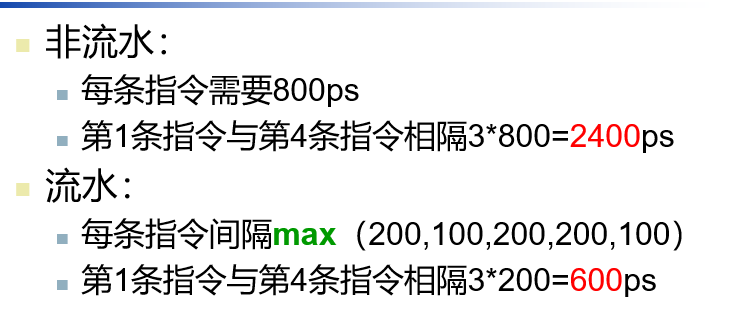 非流水：
每条指令需要800ps
第1条指令与第4条指令相隔3*800=2400ps
流水：
每条指令间隔max（200,100,200,200,100）
第1条指令与第4条指令相隔3*200=600ps